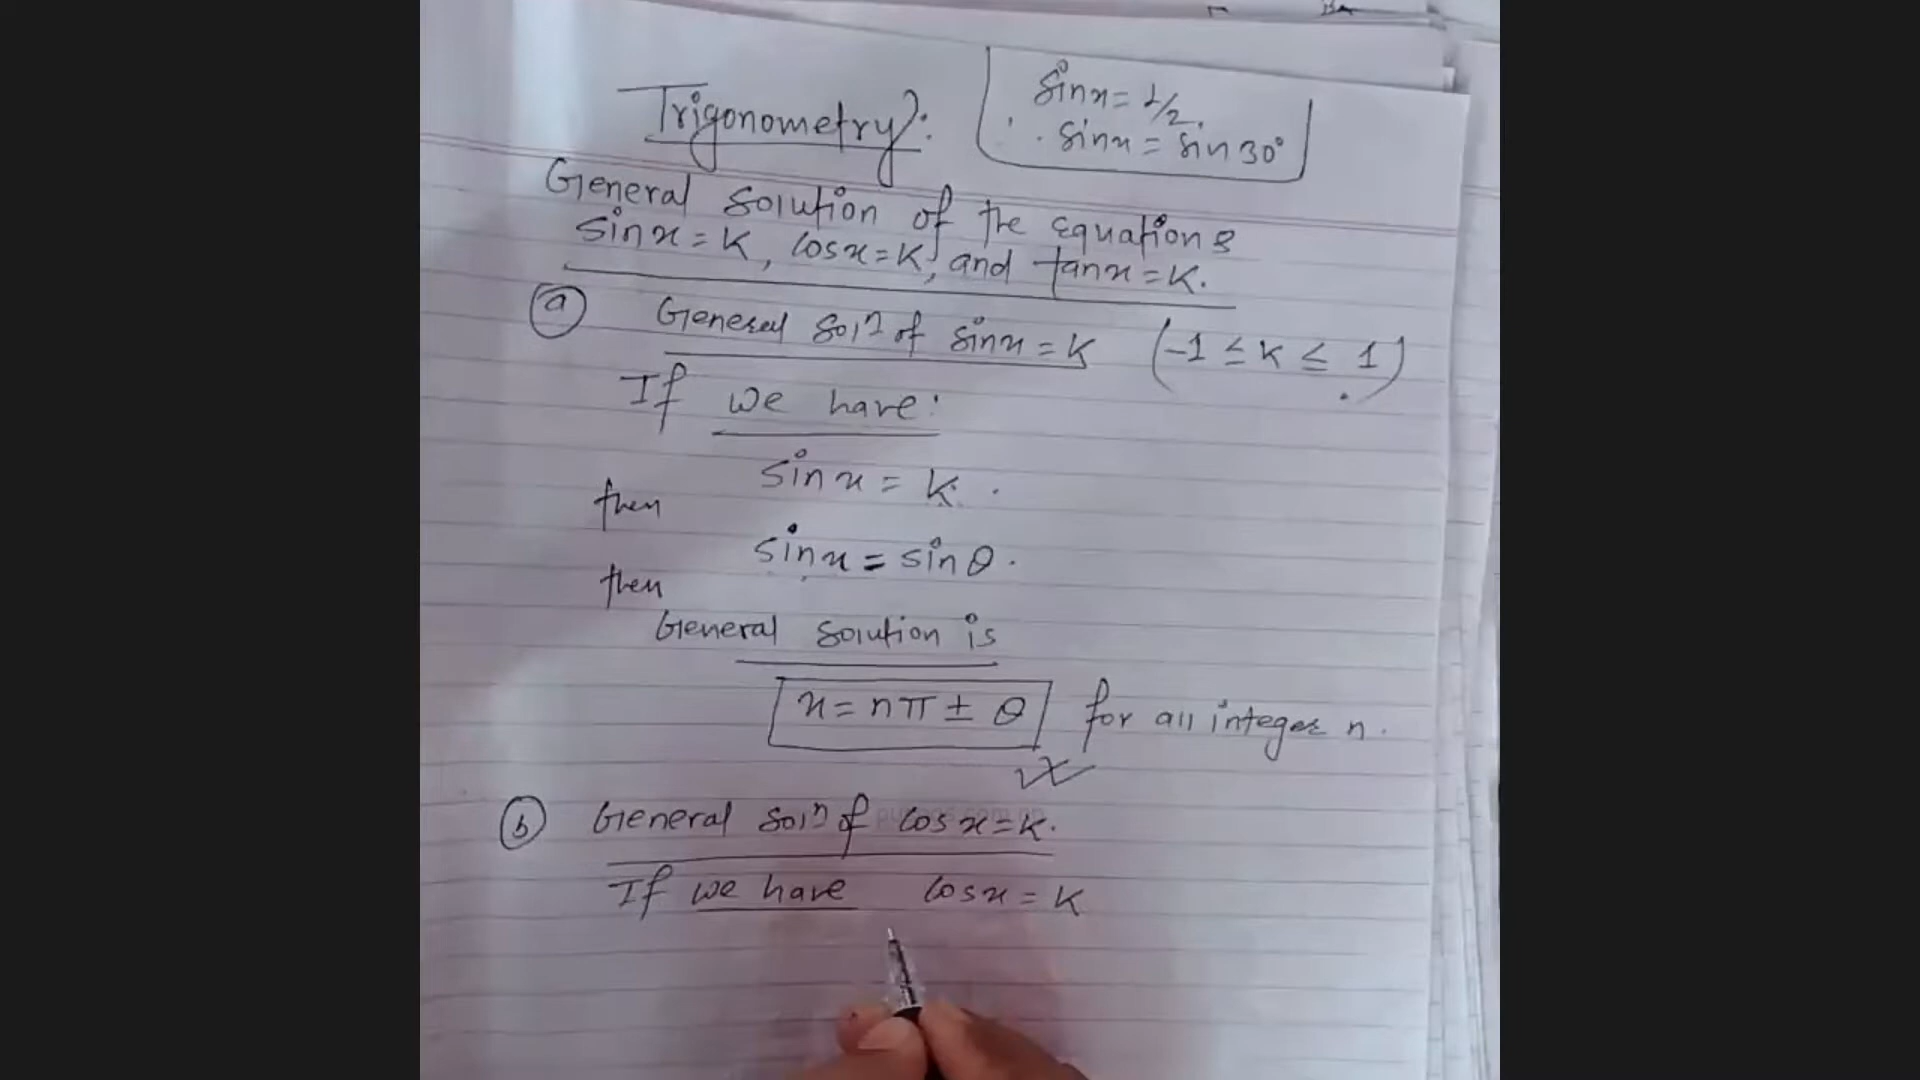 Trigonometry:
sinx = 1/2.
∴ sinx = sin 30°
General solution of the equations
sinx = K, cosx = K, and tanx = K.
(a) General solⁿ of sinx = K (-1 ≤ K ≤ 1)
If we have:
sinx = K.
then
sinx = sinθ.
then
General solution is
x = nπ ± θ for all integer n.
(b) General solⁿ of cosx = K.
If we have cosx = K